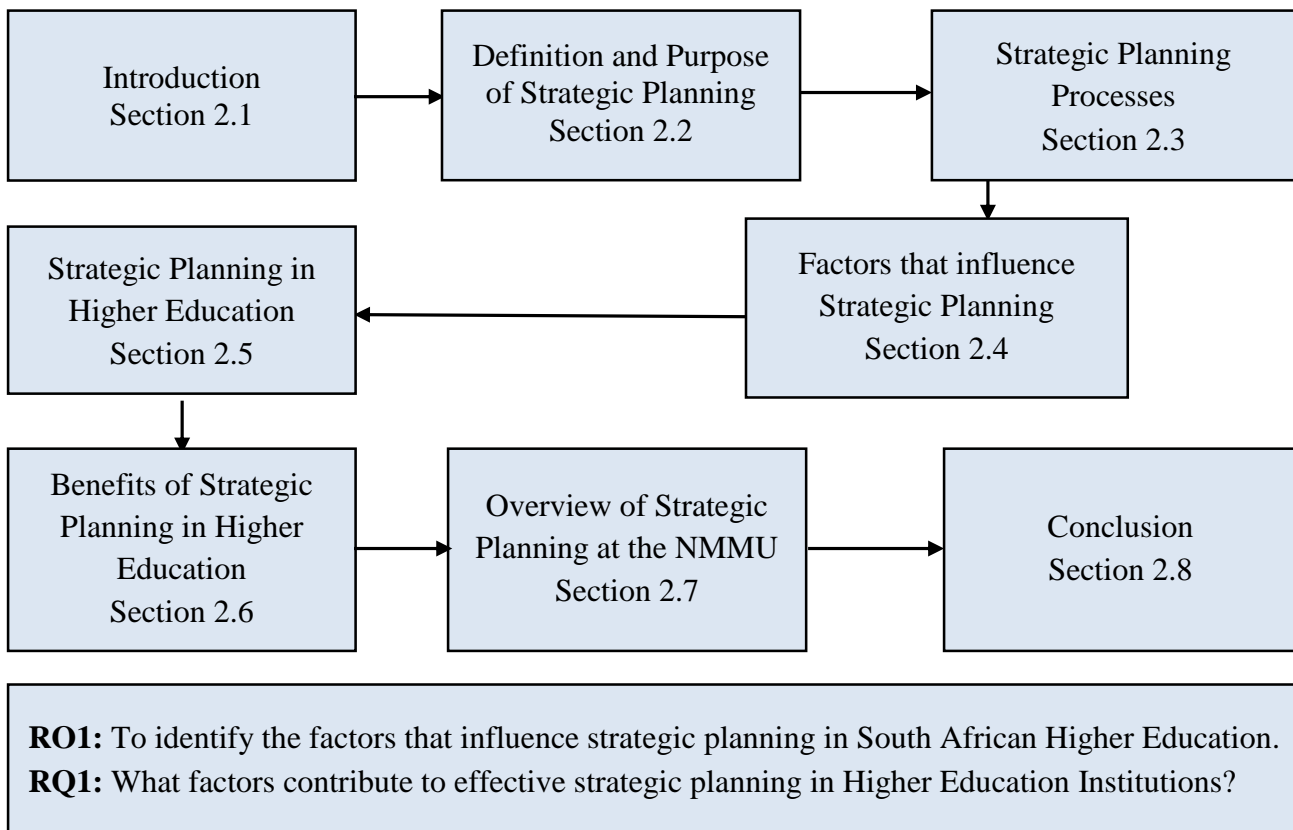 Introduction
Section 2.1
Definition and Purpose
of Strategic Planning
Section 2.2
Strategic Planning
Processes
Section 2.3
Factors that influence
Strategic Planning
Section 2.4
Strategic Planning in
Higher Education
Section 2.5
Benefits of Strategic
Planning in Higher
Education
Section 2.6
Overview of Strategic
Planning at the NMMU
Section 2.7
Conclusion
Section 2.8
RO1: To identify the factors that influence strategic planning in South African Higher Education.
RQ1: What factors contribute to effective strategic planning in Higher Education Institutions?